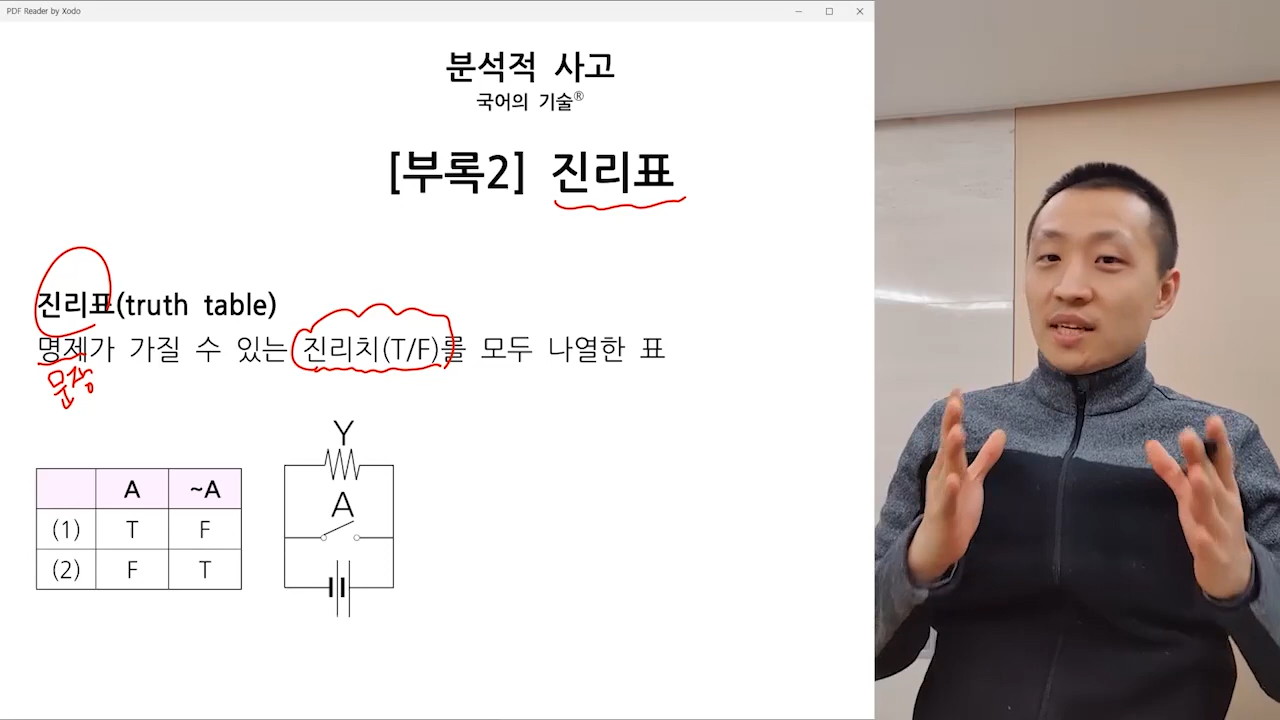 PDF Reader by Xodo
분석적 사고
국어의 기술®
[부록2] 진리표
진리표(truth table)
명제가 가질 수 있는 진리치(T/F)를 모두 나열한 표
문장
A ~A
(1) T F
(2) F T
Y
A